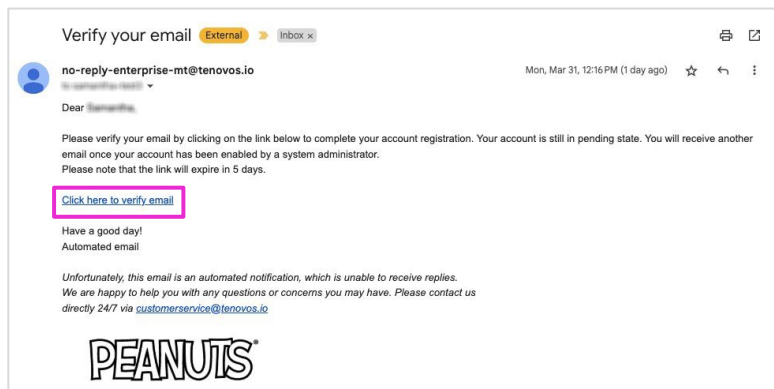 Verify your email External Inbox x
no-reply-enterprise-mt@tenovos.io Mon, Mar 31, 12:16 PM (1 day ago)
Dear
Please verify your email by clicking on the link below to complete your account registration. Your account is still in pending state. You will receive another
email once your account has been enabled by a system administrator.
Please note that the link will expire in 5 days.
Click here to verify email
Have a good day!
Automated email
Unfortunately, this email is an automated notification, which is unable to receive replies.
We are happy to help you with any questions or concerns you may have. Please contact us
directly 24/7 via customerservice@tenovos.io
PEANUTS®